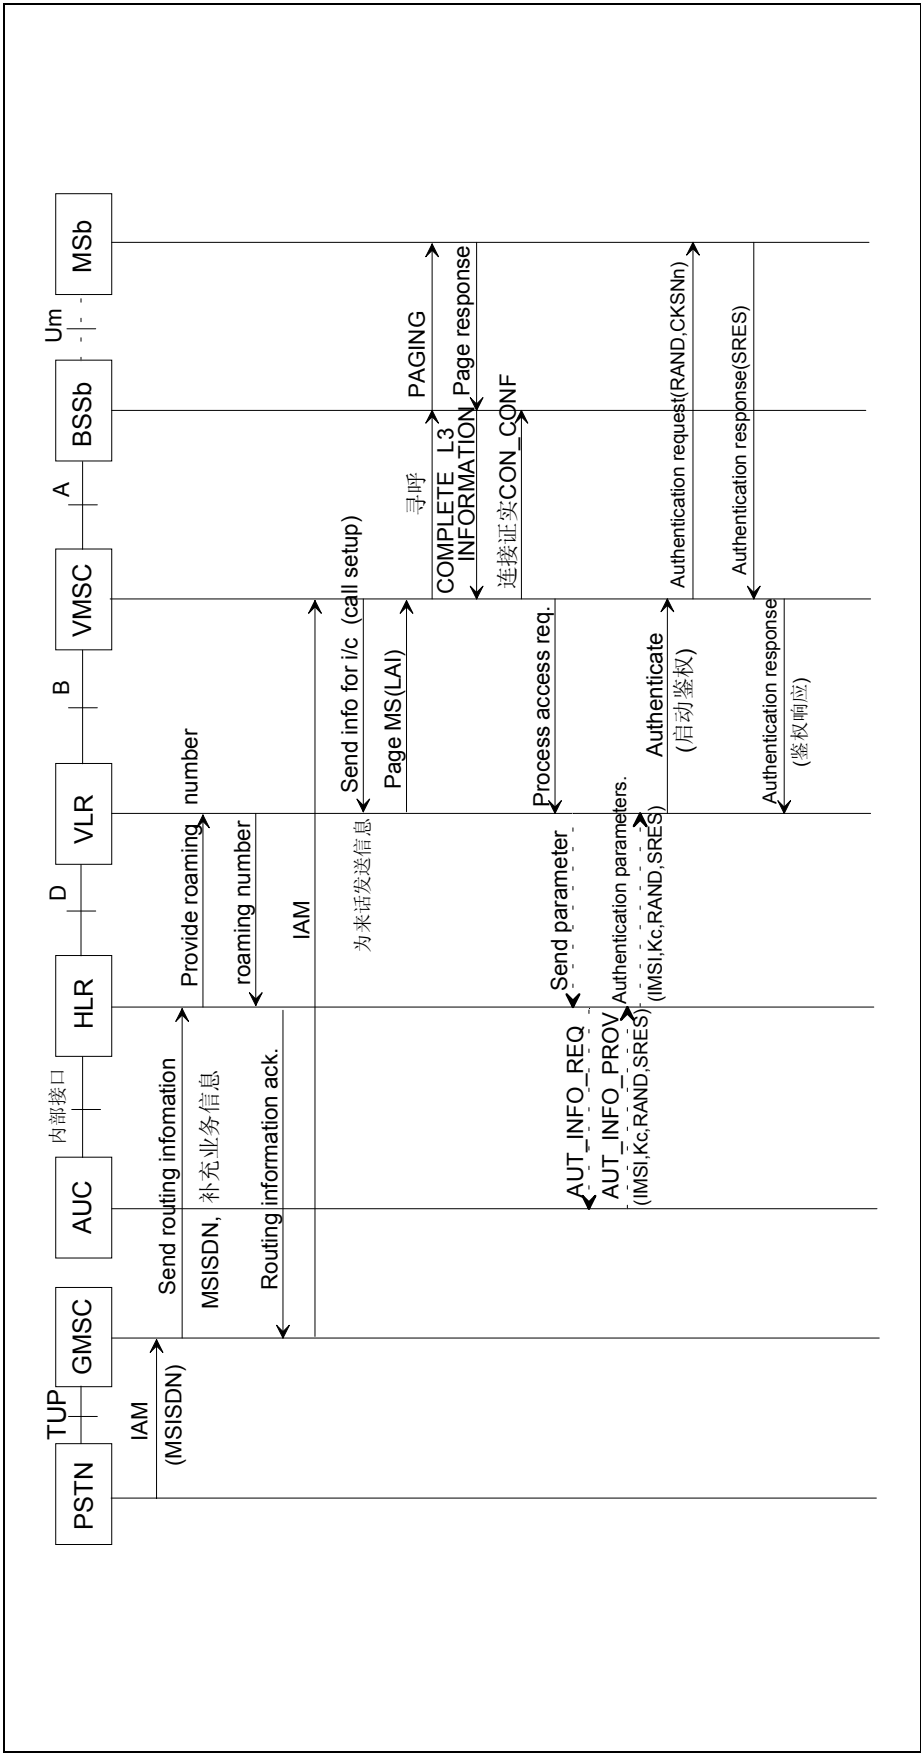 PSTN
TUP
GMSC
AUC
内部接口
HLR
D
VLR
B
VMSC
A
BSSb
Um
MSb
IAM
(MSISDN)
Send routing infomation
MSISDN, 补充业务信息
Provide roaming number
roaming number
Routing information ack.
IAM
Send info for i/c (call setup)
为来话发送信息
Page MS(LAI)
寻呼
PAGING
COMPLETE L3
INFORMATION
Page response
连接证实CON_CONF
Process access req.
Send parameter
AUT_INFO_REQ
AUT_INFO_PROV
(IMSI,Kc,RAND,SRES)
Authentication parameters.
(IMSI,Kc,RAND,SRES)
Authenticate
(启动鉴权)
Authentication request(RAND,CKSNn)
Authentication response(SRES)
Authentication response
(鉴权响应)